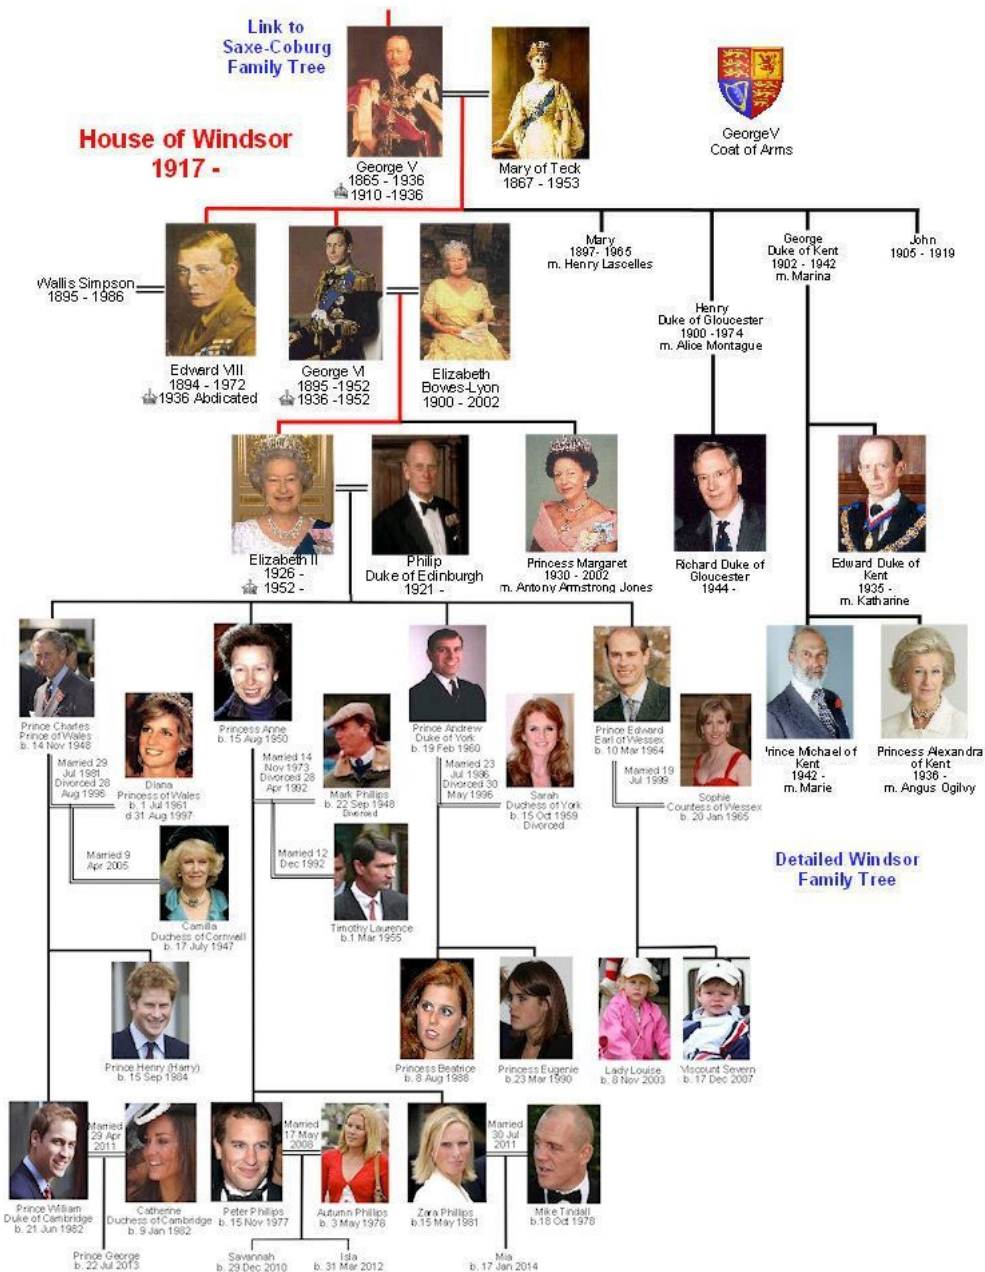 Link to
Saxe-Coburg
Family Tree
House of Windsor
1917 -
George V
1865 - 1936
1910 -1936
Mary of Teck
1867 - 1953
GeorgeV
Coat of Arms
Wallis Simpson
1895 - 1986
Edward VIII
1894 - 1972
1936 Abdicated
George VI
1895 -1952
1936 -1952
Elizabeth
Bowes-Lyon
1900 - 2002
Mary
1897- 1965
m. Henry Lascelles
Henry
Duke of Gloucester
1900 -1974
m. Alice Montague
George
Duke of Kent
1902 - 1942
m. Marina
John
1905 - 1919
Elizabeth II
1926 -
1952 -
Philip
Duke of Edinburgh
1921 -
Princess Margaret
1930 - 2002
m. Antony Armstrong Jones
Richard Duke of
Gloucester
1944 -
Edward Duke of
Kent
1935 -
m. Katharine
Prince Charles
Prince of Wales
b. 14 Nov 1948
Married 29
Jul 1981
Divorced 28
Aug 1996
Diana
Princess of Wales
b. 1 Jul 1961
d 31 Aug 1997
Married 9
Apr 2005
Camilla
Duchess of Cornwall
b. 17 July 1947
Princess Anne
b. 15 Aug 1950
Married 14
Nov 1973
Divorced 28
Apr 1992
Mark Phillips
b. 22 Sep 1948
Divorced
Married 12
Dec 1992
Timothy Laurence
b.1 Mar 1955
Prince Andrew
Duke of York
b. 19 Feb 1960
Married 23
Jul 1986
Divorced 30
May 1996
Sarah
Duchess of York
b. 15 Oct 1959
Divorced
Prince Edward
Earl of Wessex
b. 10 Mar 1964
Married 19
Jul 1999
Sophie
Countess of Wessex
b. 20 Jan 1965
Prince Michael of
Kent
1942 -
m. Marie
Princess Alexandra
of Kent
1936 -
m. Angus Ogilvy
Detailed Windsor
Family Tree
Prince Henry (Harry)
b. 15 Sep 1984
Princess Beatrice
b. 8 Aug 1988
Princess Eugenie
b.23 Mar 1990
Lady Louise
b. 8 Nov 2003
Viscount Severn
b. 17 Dec 2007
Prince William
Duke of Cambridge
b. 21 Jun 1982
Married
29 Apr
2011
Catherine
Duchess of Cambridge
b. 9 Jan 1982
Peter Phillips
b. 15 Nov 1977
Married
17 May
2008
Autumn Phillips
b. 3 May 1978
Zara Phillips
b.15 May 1981
Married
30 Jul
2011
Mike Tindall
b.18 Oct 1978
Prince George
b. 22 Jul 2013
Savannah
b. 29 Dec 2010
Isla
b. 31 Mar 2012
Mia
b. 17 Jan 2014